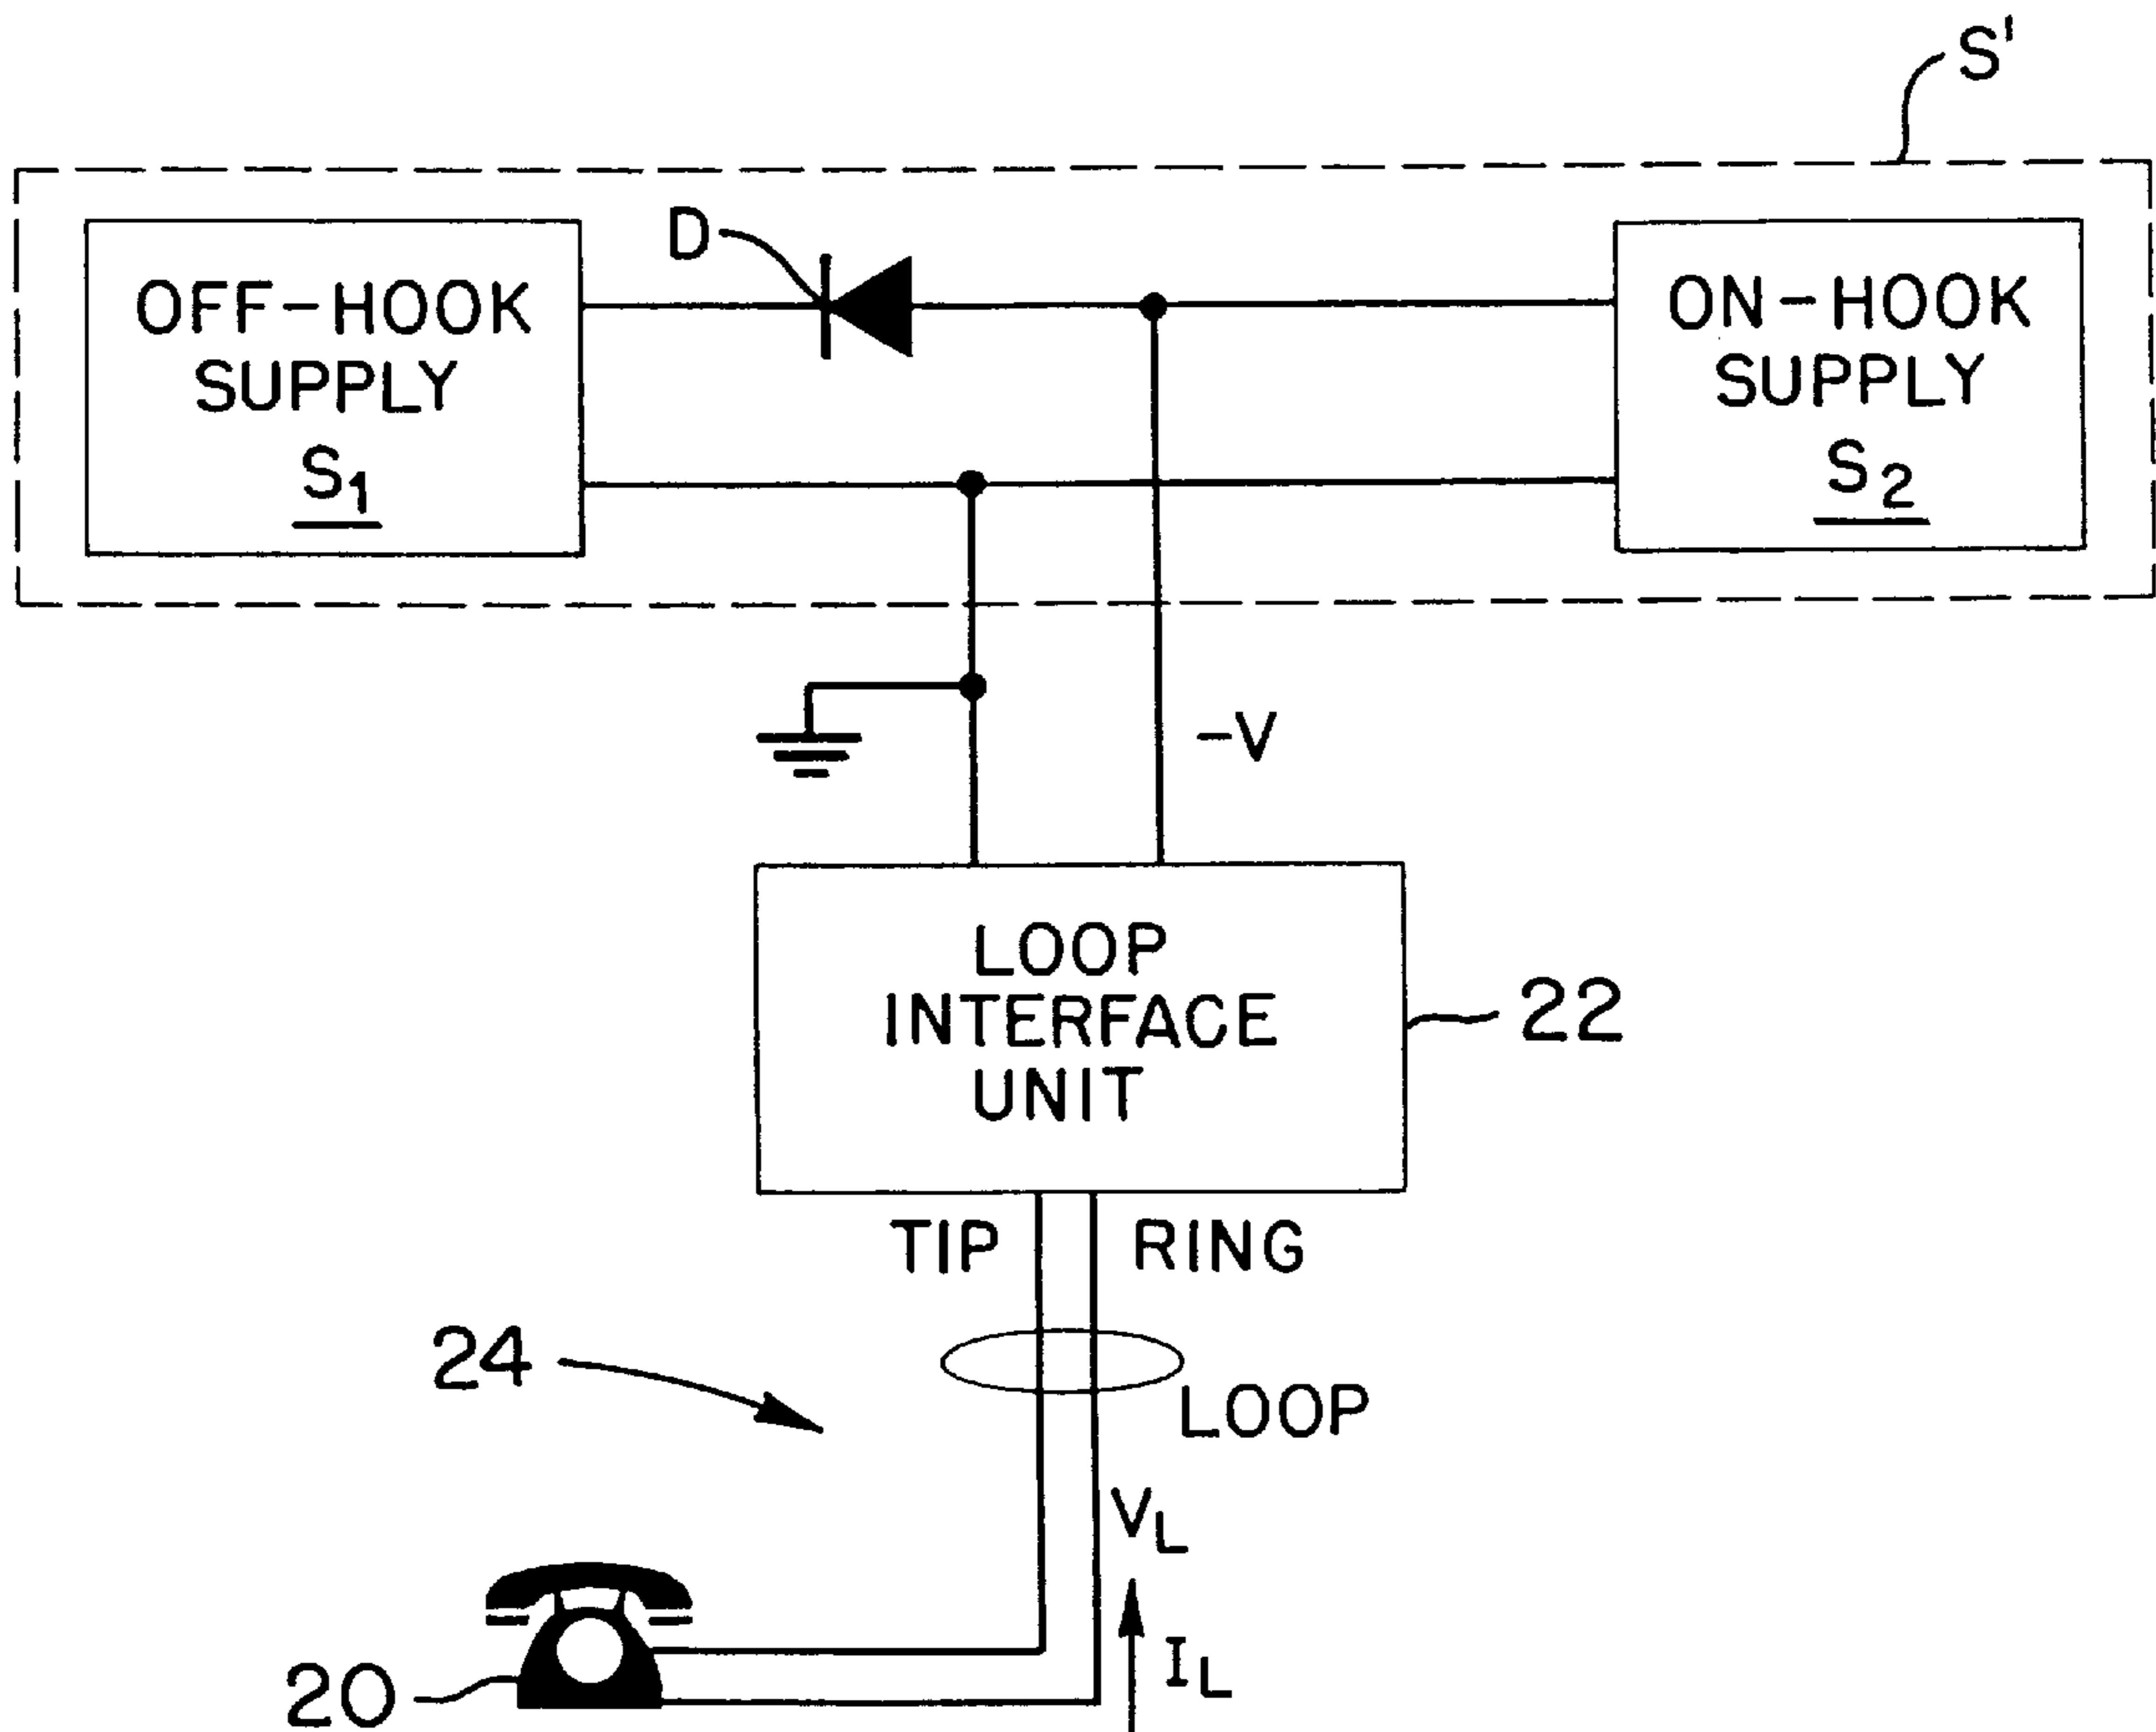 S'
D
OFF-HOOK
SUPPLY
S1
ON-HOOK
SUPPLY
S2
-V
LOOP
INTERFACE
UNIT
22
TIP
RING
24
LOOP
VL
IL
20